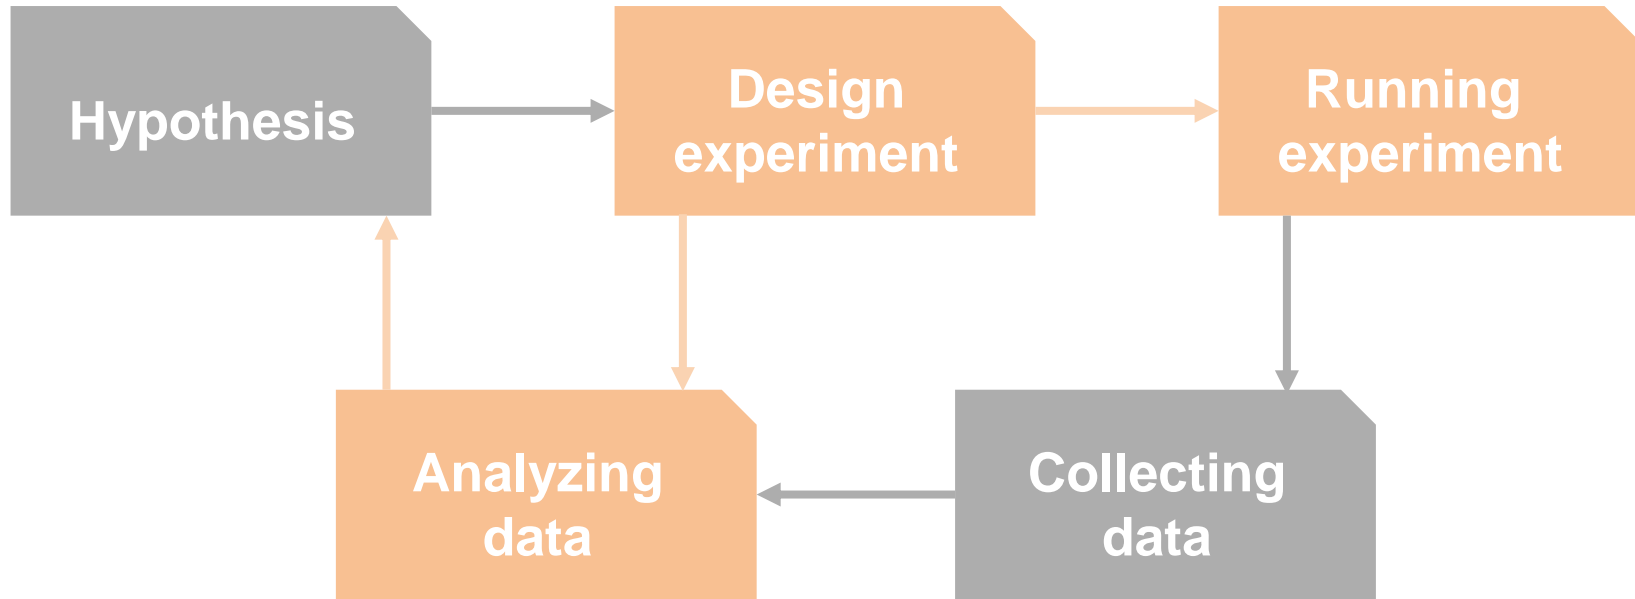 Hypothesis
Design
experiment
Running
experiment
Analyzing
data
Collecting
data